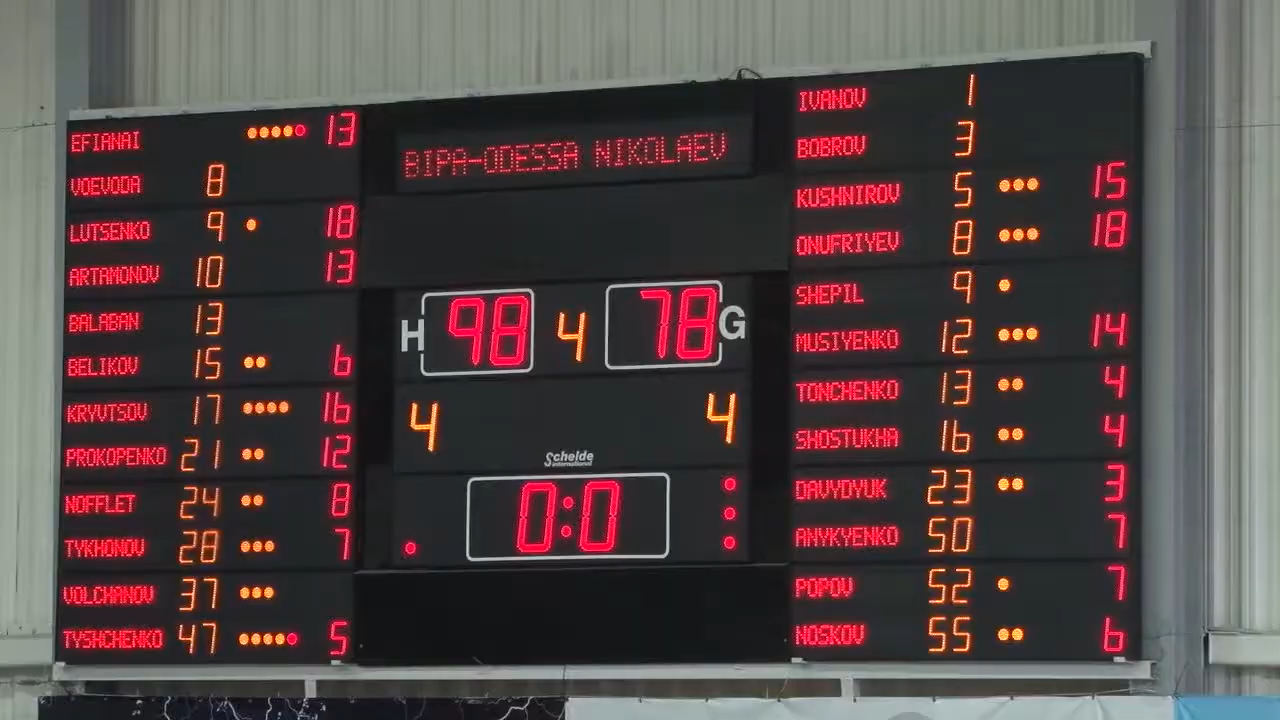 EFIANAI 13
VOEVODA 8
LUTSENKO 9 18
ARTAMONOV 10 13
BALABAN 13
BELIKOV 15 6
KRYVTSOV 17 16
PROKOPENKO 21 12
NOFFLET 24 8
TYKHONOV 28 7
VOLCHANOV 37
TYSHCHENKO 47 5
BIPA-ODESSA NIKOLAEV
H 98 4 78 G
4 4
Schelde
international
0:0
IVANOV 1
BOBROV 3
KUSHNIROV 5 15
ONUFRIYEV 8 18
SHEPIL 9
MUSIYENKO 12 14
TONCHENKO 13 4
SHOSTUKHA 16 4
DAVYDYUK 23 3
ANYKYENKO 50 7
POPOV 52 7
NOSKOV 55 6